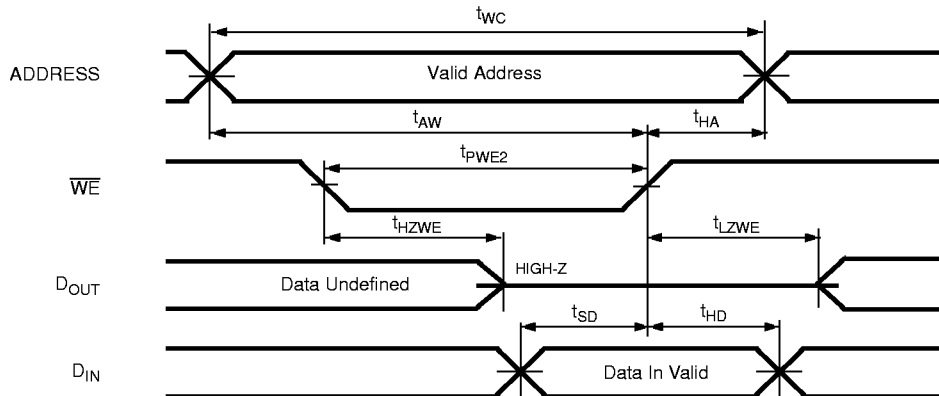 tWC
ADDRESS
Valid Address
tAW
tHA
tPWE2
WE
tHZWE
tLZWE
HIGH-Z
DOUT
Data Undefined
tSD
tHD
DIN
Data In Valid